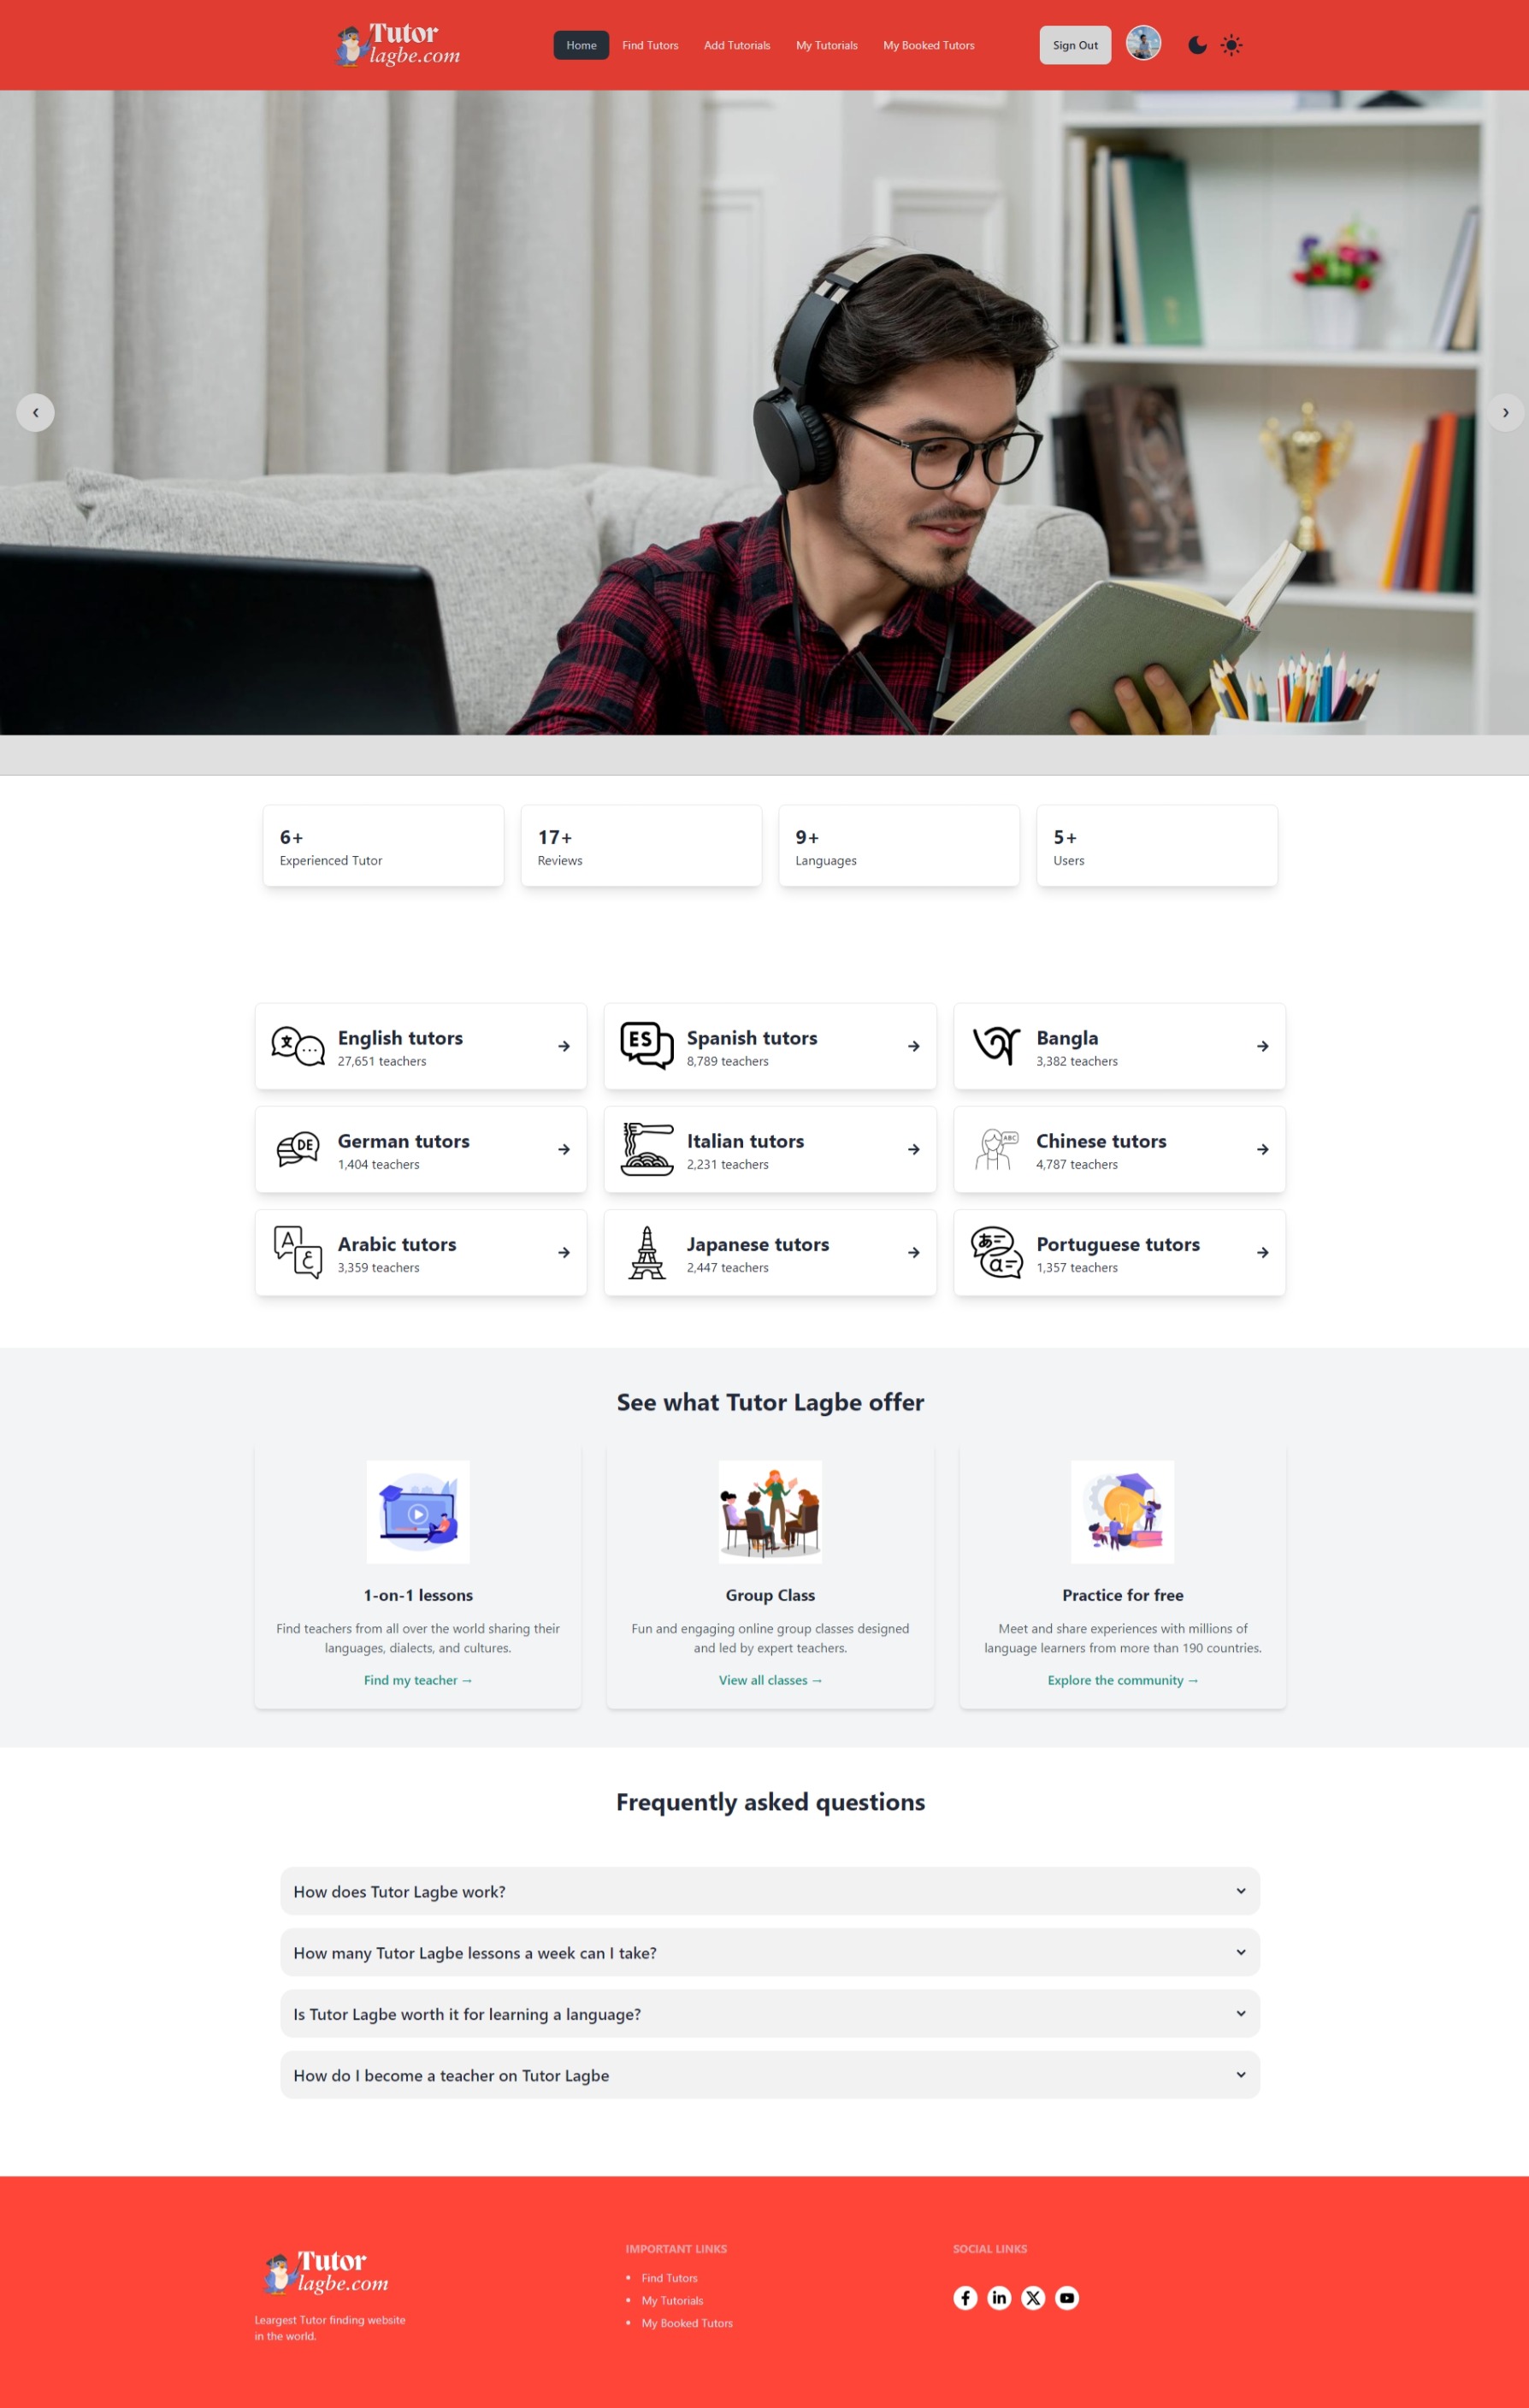 Tutor
lagbe.com
Home
Find Tutors
Add Tutorials
My Tutorials
My Booked Tutors
Sign Out
6+
Experienced Tutor
17+
Reviews
9+
Languages
5+
Users
English tutors
27,651 teachers
ES
Spanish tutors
8,789 teachers
অ
Bangla
3,382 teachers
DE
German tutors
1,404 teachers
Italian tutors
2,231 teachers
ABC
Chinese tutors
4,787 teachers
A
Arabic tutors
3,359 teachers
Japanese tutors
2,447 teachers
あ
a
Portuguese tutors
1,357 teachers
See what Tutor Lagbe offer
1-on-1 lessons
Find teachers from all over the world sharing their
languages, dialects, and cultures.
Find my teacher →
Group Class
Fun and engaging online group classes designed
and led by expert teachers.
View all classes →
Practice for free
Meet and share experiences with millions of
language learners from more than 190 countries.
Explore the community →
Frequently asked questions
How does Tutor Lagbe work?
How many Tutor Lagbe lessons a week can I take?
Is Tutor Lagbe worth it for learning a language?
How do I become a teacher on Tutor Lagbe
Tutor
lagbe.com
Leargest Tutor finding website
in the world.
IMPORTANT LINKS
Find Tutors
My Tutorials
My Booked Tutors
SOCIAL LINKS